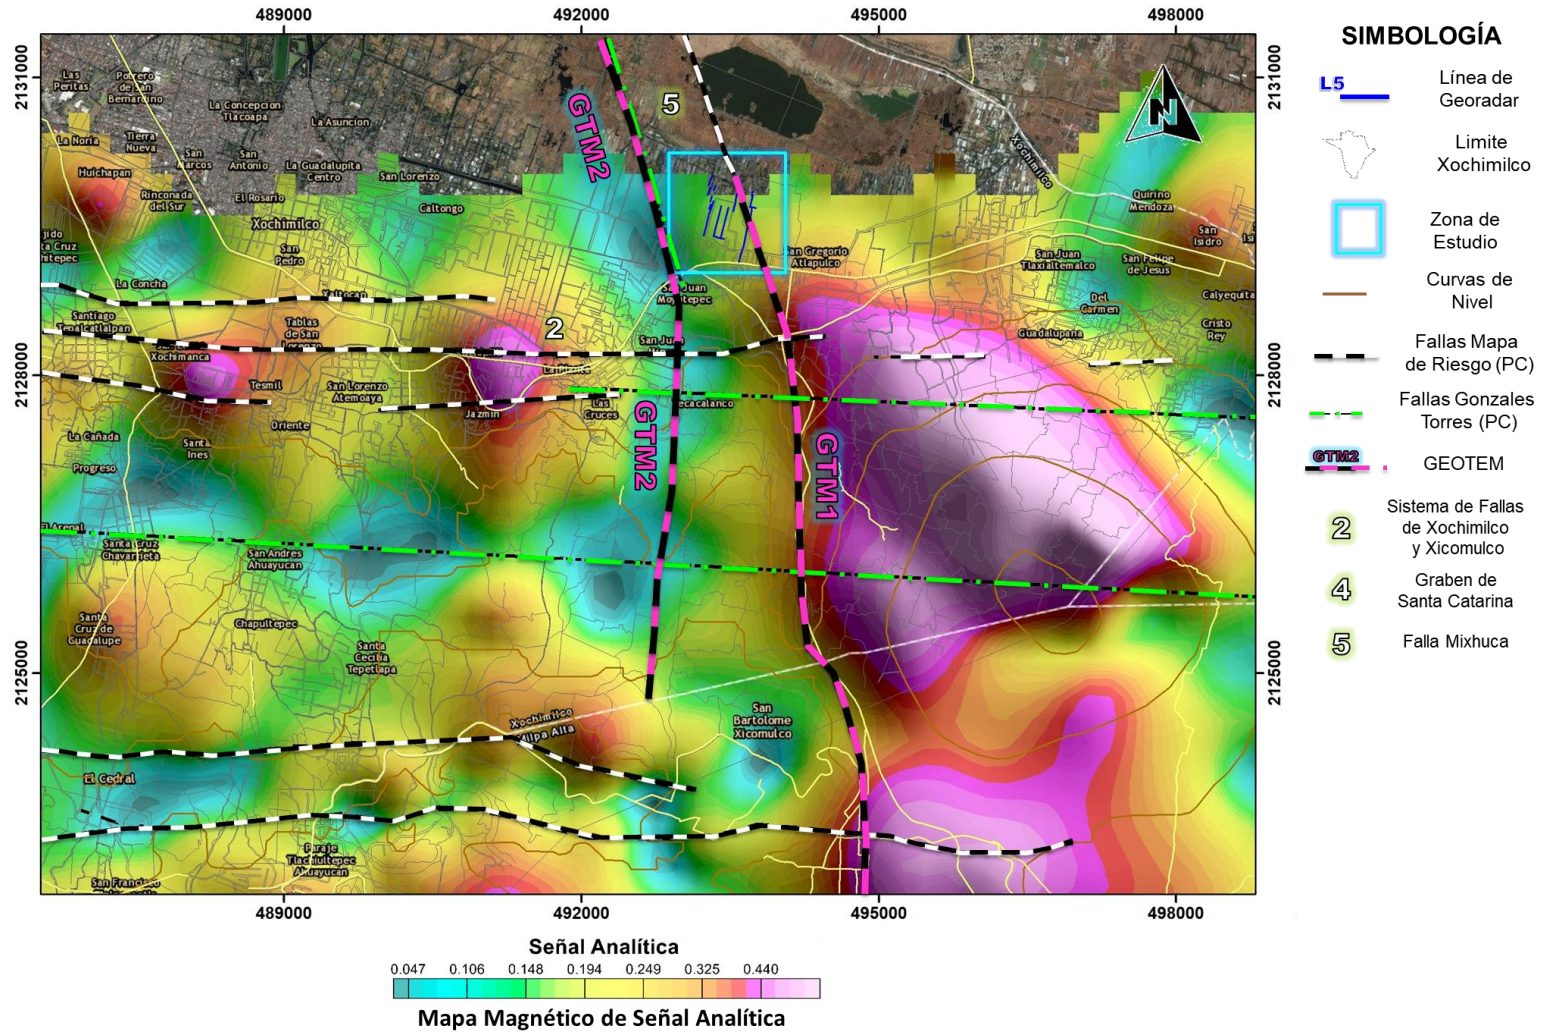 489000
492000
495000
498000
2131000
2128000
2125000
2131000
2128000
2125000
489000
492000
495000
498000
Las
Peritas
Potrero
de San
Bernardino
La Concepcion
Tlacoapa
La Asuncion
La Noria
Tierra
Nueva
San
Marcos
San
Antonio
La Guadalupita
Centro
San Lorenzo
Huichapan
Rinconada
del Sur
El Rosario
Caltongo
Xochimilco
San
Pedro
La Concha
Xaltocan
Santiago
Tepalcatlalpan
Tablas
de San
Lorenzo
Xochimanca
Tesmil
San Lorenzo
Atemoaya
Jazmin
Las
Cruces
Oriente
La Cañada
Santa
Ines
Progreso
El Arenal
Santa Cruz
Chavarrieta
San Andres
Ahuayucan
Santa
Cruz de
Guadalupe
Chapultepec
Santa
Cecilia
Tepetlapa
Xochimilco
Milpa Alta
San
Bartolome
Xicomulco
El Cedral
Paraje
Tlachiultepec
Ahuayucan
San Francisco
San Juan
Moyotepec
San Gregorio
Atlapulco
San Juan
Tlaxialtemalco
San Felipe
de Jesus
Quirino
Mendoza
San
Isidro
Xochimilco
Del
Carmen
Calyequita
Guadalupana
Cristo
Rey
GTM2
GTM2
GTM1
5
2
N
SIMBOLOGÍA
L5
Línea de
Georadar
Limite
Xochimilco
Zona de
Estudio
Curvas de
Nivel
Fallas Mapa
de Riesgo (PC)
Fallas Gonzales
Torres (PC)
GTM2
GEOTEM
2
Sistema de Fallas
de Xochimilco
y Xicomulco
4
Graben de
Santa Catarina
5
Falla Mixhuca
Señal Analítica
0.047 0.106 0.148 0.194 0.249 0.325 0.440
Mapa Magnético de Señal Analítica